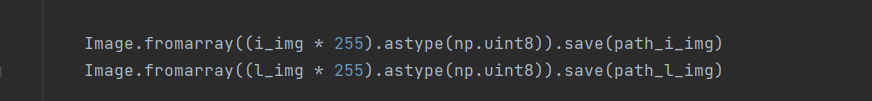 Image.fromarray((i_img * 255).astype(np.uint8)).save(path_i_img)
Image.fromarray((l_img * 255).astype(np.uint8)).save(path_l_img)